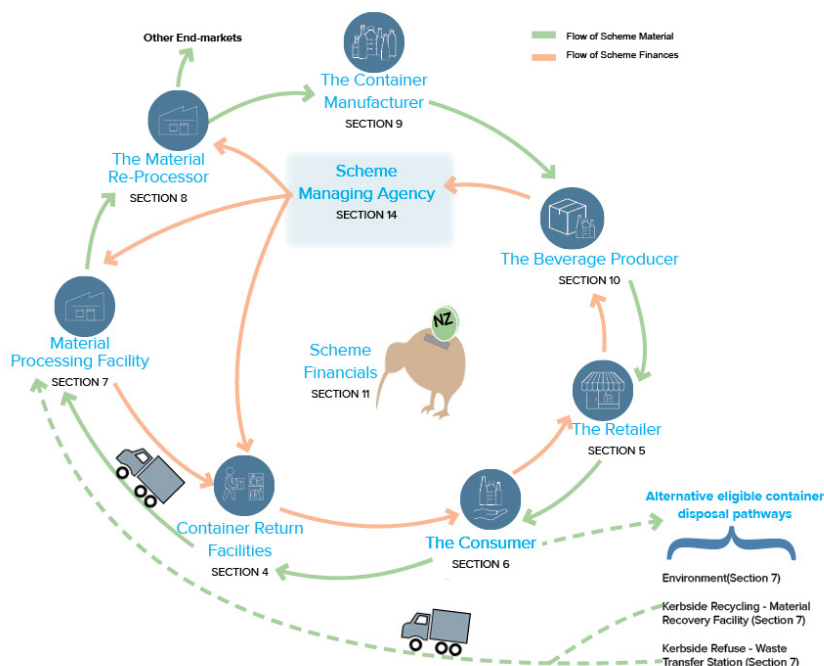 Other End-markets
Flow of Scheme Material
Flow of Scheme Finances
The Container
Manufacturer
SECTION 9
The Material
Re-Processor
SECTION 8
Scheme
Managing Agency
SECTION 14
The Beverage Producer
SECTION 10
NZ
Material
Processing Facility
SECTION 7
Scheme
Financials
SECTION 11
The Retailer
SECTION 5
Container Return
Facilities
SECTION 4
The Consumer
SECTION 6
Alternative eligible container
disposal pathways
Environment(Section 7)
Kerbside Recycling - Material
Recovery Facility (Section 7)
Kerbside Refuse - Waste
Transfer Station (Section 7)